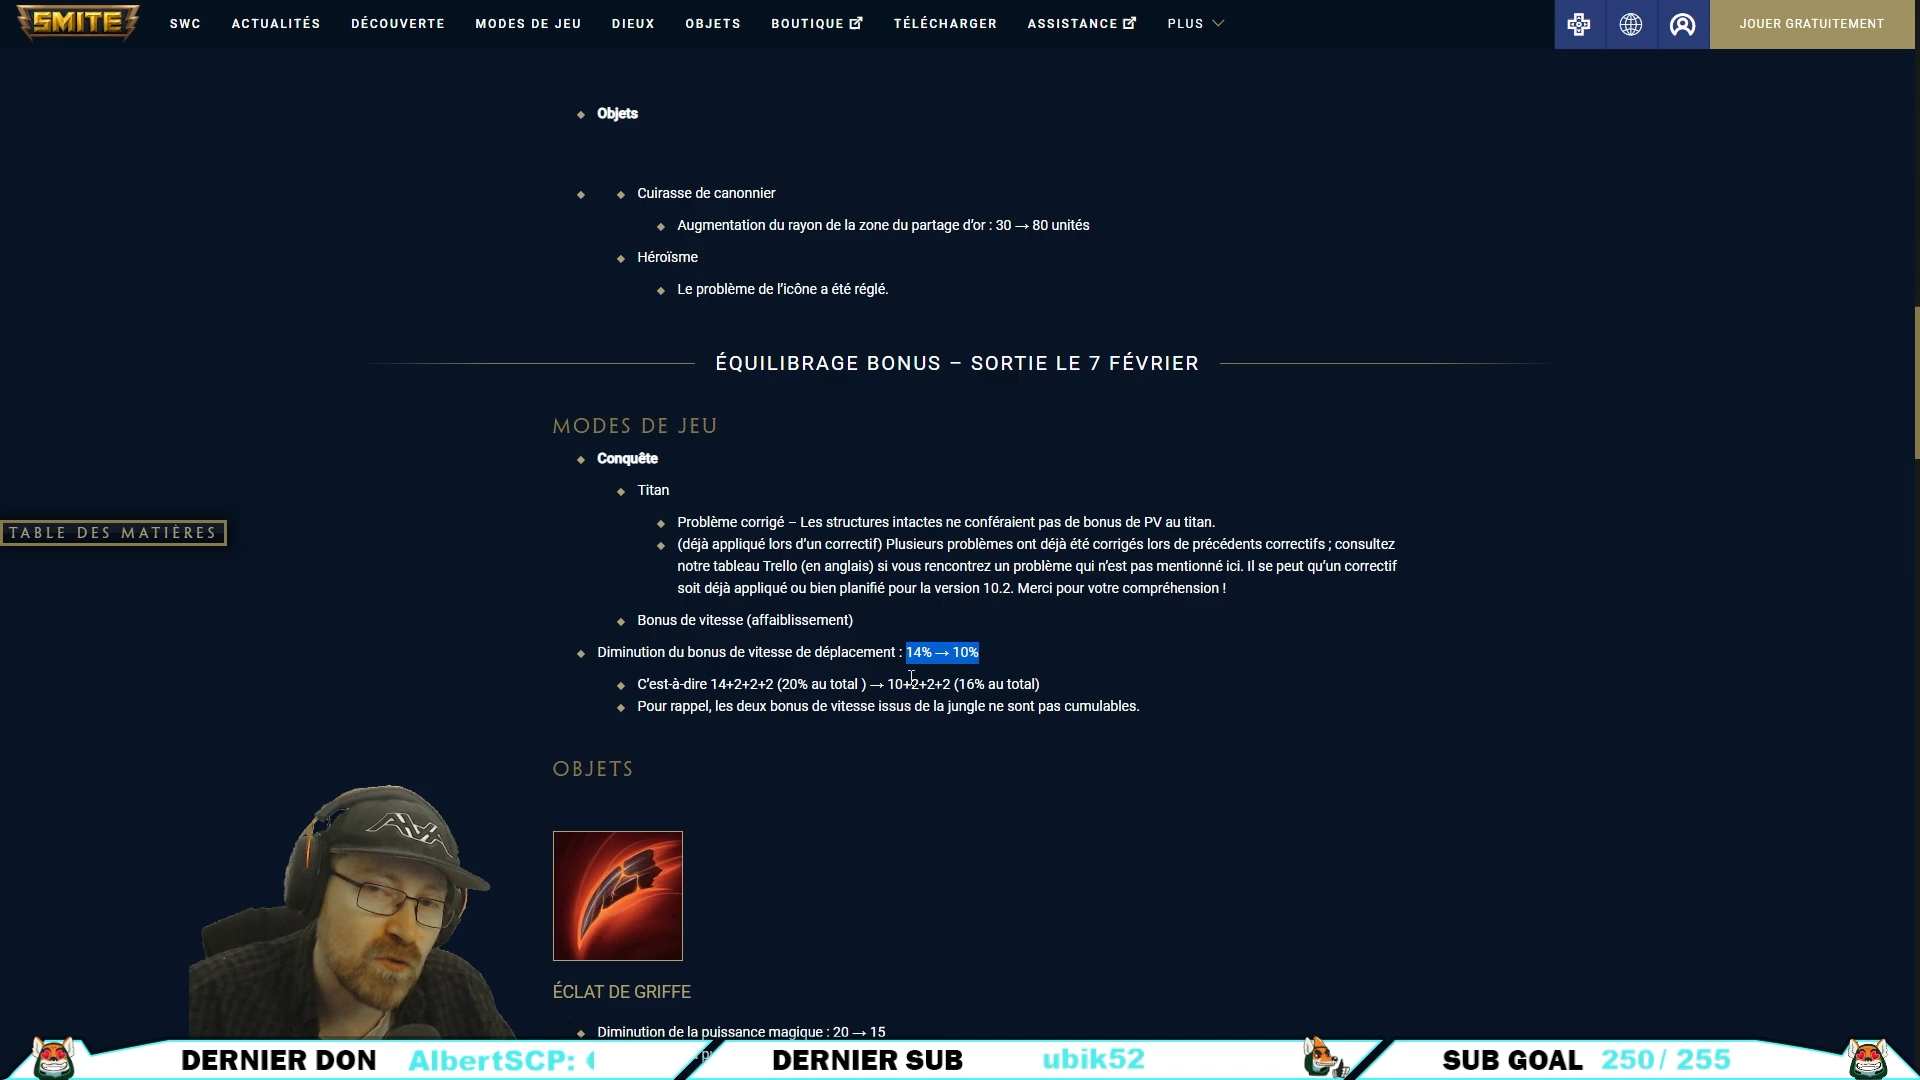 SMITE
SWC
ACTUALITÉS
DÉCOUVERTE
MODES DE JEU
DIEUX
OBJETS
BOUTIQUE
TÉLÉCHARGER
ASSISTANCE
PLUS
JOUER GRATUITEMENT
Objets
Cuirasse de canonnier
Augmentation du rayon de la zone du partage d’or : 30 → 80 unités
Héroïsme
Le problème de l’icône a été réglé.
ÉQUILIBRAGE BONUS – SORTIE LE 7 FÉVRIER
MODES DE JEU
Conquête
Titan
Problème corrigé – Les structures intactes ne conféraient pas de bonus de PV au titan.
(déjà appliqué lors d’un correctif) Plusieurs problèmes ont déjà été corrigés lors de précédents correctifs ; consultez
notre tableau Trello (en anglais) si vous rencontrez un problème qui n’est pas mentionné ici. Il se peut qu’un correctif
soit déjà appliqué ou bien planifié pour la version 10.2. Merci pour votre compréhension !
TABLE DES MATIÈRES
Bonus de vitesse (affaiblissement)
Diminution du bonus de vitesse de déplacement : 14% → 10%
C’est-à-dire 14+2+2+2 (20% au total ) → 10+2+2+2 (16% au total)
Pour rappel, les deux bonus de vitesse issus de la jungle ne sont pas cumulables.
OBJETS
ÉCLAT DE GRIFFE
Diminution de la puissance magique : 20 → 15
DERNIER DON
AlbertSCP:
DERNIER SUB
ubik52
SUB GOAL
250 / 255